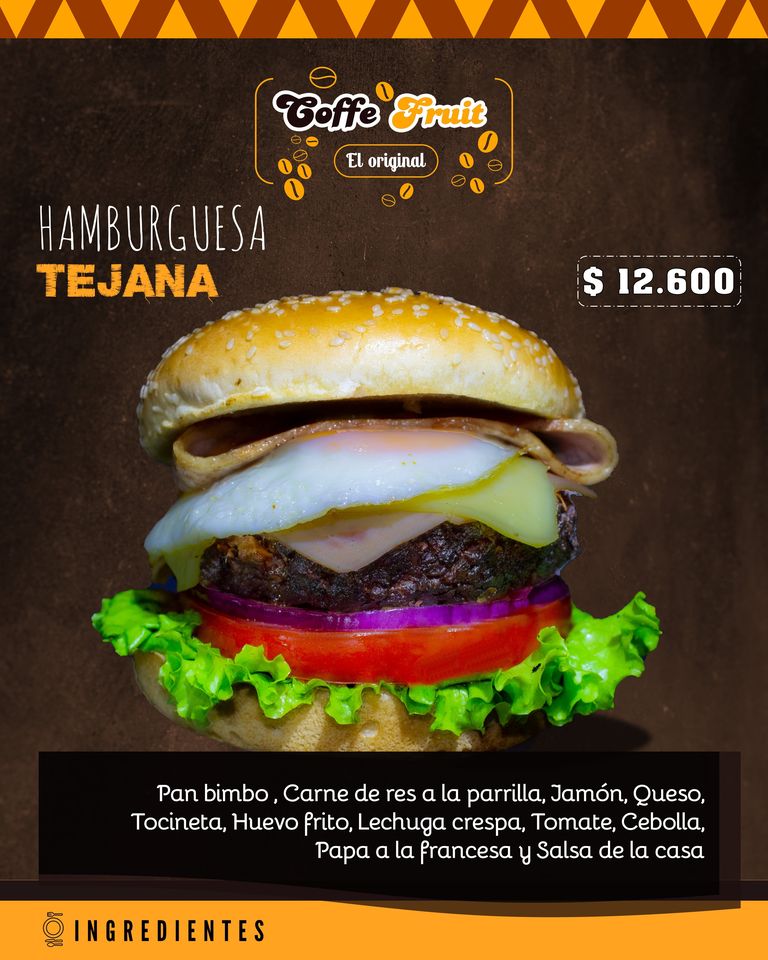 Coffe Fruit
El original
HAMBURGUESA
TEJANA
$ 12.600
Pan bimbo , Carne de res a la parrilla, Jamón, Queso,
Tocineta, Huevo frito, Lechuga crespa, Tomate, Cebolla,
Papa a la francesa y Salsa de la casa
INGREDIENTES